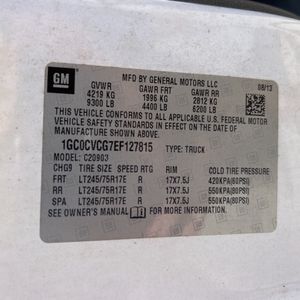 GM
MFD BY GENERAL MOTORS LLC
GVWR GAWR FRT GAWR RR 08/13
4219 KG 1996 KG 2812 KG
9300 LB 4400 LB 6200 LB
THIS VEHICLE CONFORMS TO ALL APPLICABLE U.S. FEDERAL MOTOR
VEHICLE SAFETY STANDARDS IN EFFECT ON THE DATE OF
MANUFACTURE SHOWN ABOVE.
1GC0CVCG7EF127815 TYPE: TRUCK
MODEL: C20903
CHG9 TIRE SIZE SPEED RTG RIM COLD TIRE PRESSURE
FRT LT245/75R17E R 17X7.5J 420KPA(60PSI)
RR LT245/75R17E R 17X7.5J 550KPA(80PSI)
SPA LT245/75R17E R 17X7.5J 550KPA(80PSI)
SEE OWNER'S MANUAL FOR MORE INFORMATION